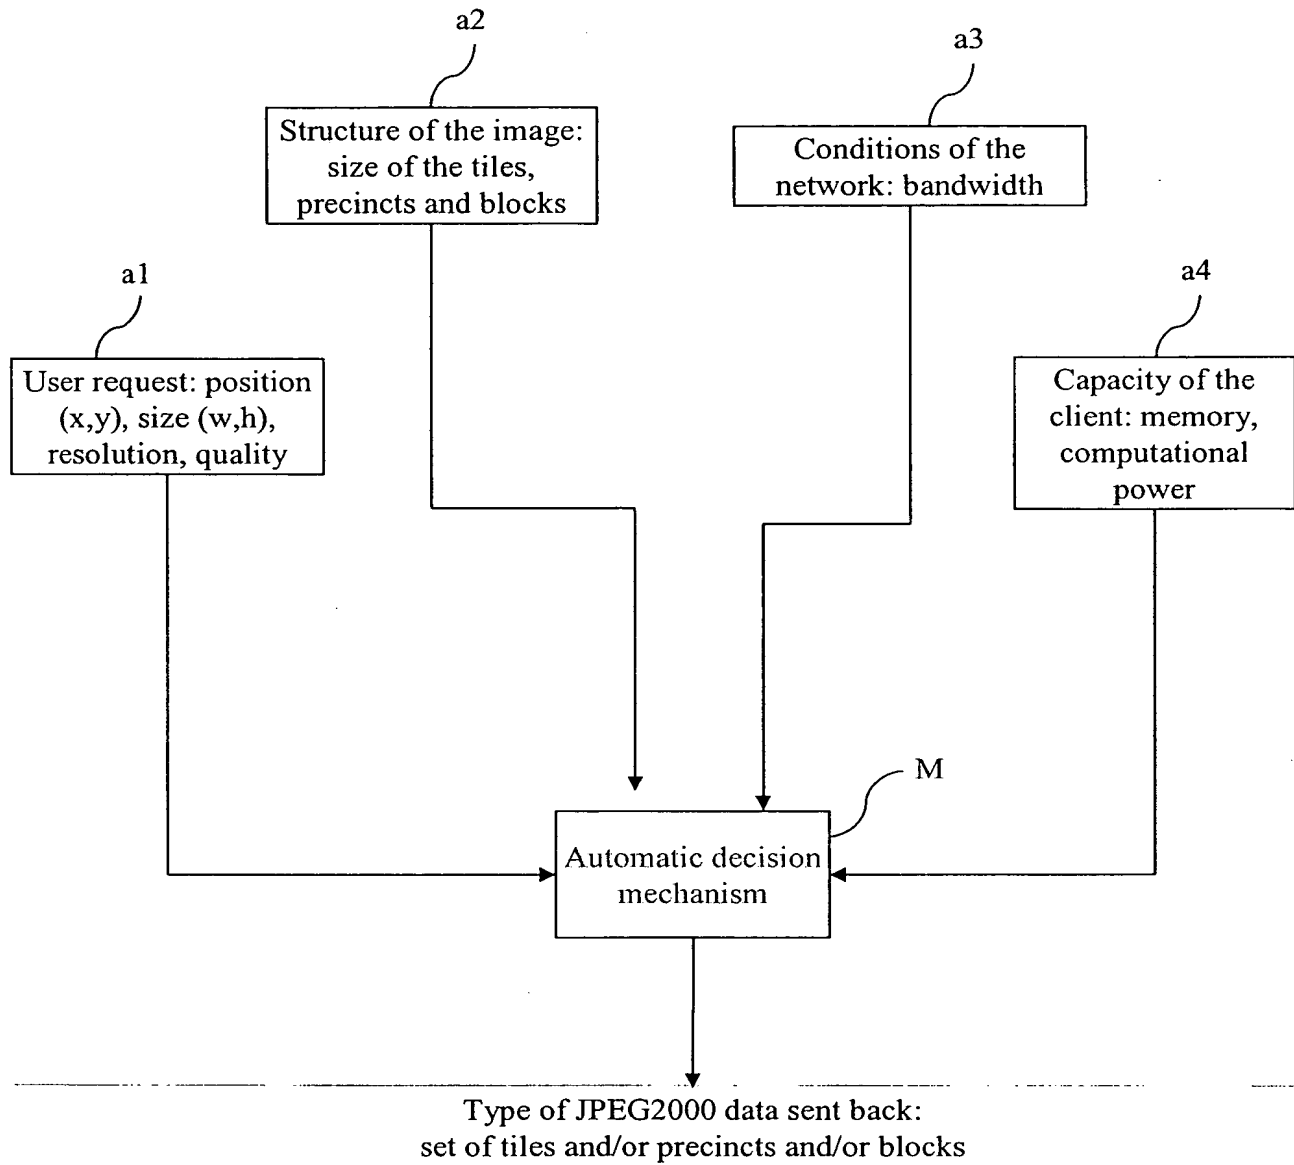 a2
a3
Structure of the image:
size of the tiles,
precincts and blocks
Conditions of the
network: bandwidth
a1
a4
User request: position
(x,y), size (w,h),
resolution, quality
Capacity of the
client: memory,
computational
power
M
Automatic decision
mechanism
Type of JPEG2000 data sent back:
set of tiles and/or precincts and/or blocks